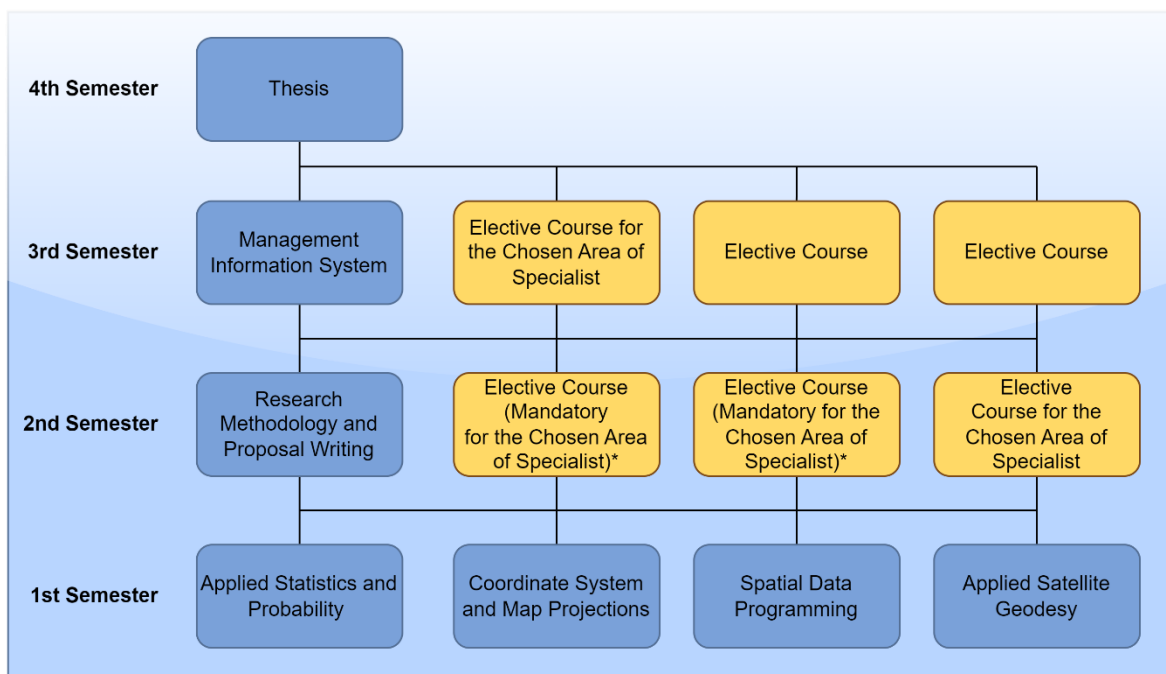 4th Semester
Thesis
3rd Semester
Management
Information System
Elective Course for
the Chosen Area of
Specialist
Elective Course
Elective Course
2nd Semester
Research
Methodology and
Proposal Writing
Elective Course
(Mandatory
for the Chosen Area
of Specialist)*
Elective Course
(Mandatory for the
Chosen Area of
Specialist)*
Elective
Course for the
Chosen Area of
Specialist
1st Semester
Applied Statistics and
Probability
Coordinate System
and Map Projections
Spatial Data
Programming
Applied Satellite
Geodesy